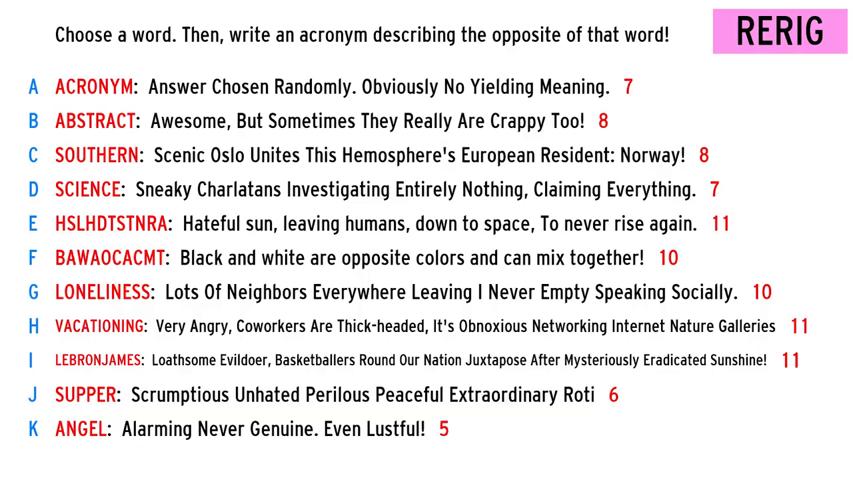 Choose a word. Then, write an acronym describing the opposite of that word!
RERIG
A ACRONYM: Answer Chosen Randomly. Obviously No Yielding Meaning. 7
B ABSTRACT: Awesome, But Sometimes They Really Are Crappy Too! 8
C SOUTHERN: Scenic Oslo Unites This Hemosphere's European Resident: Norway! 8
D SCIENCE: Sneaky Charlatans Investigating Entirely Nothing, Claiming Everything. 7
E HSLHDTSTNRA: Hateful sun, leaving humans, down to space, To never rise again. 11
F BAWAOCACMT: Black and white are opposite colors and can mix together! 10
G LONELINESS: Lots Of Neighbors Everywhere Leaving I Never Empty Speaking Socially. 10
H VACATIONING: Very Angry, Coworkers Are Thick-headed, It's Obnoxious Networking Internet Nature Galleries 11
I LEBRONJAMES: Loathsome Evildoer, Basketballers Round Our Nation Juxtapose After Mysteriously Eradicated Sunshine! 11
J SUPPER: Scrumptious Unhated Perilous Peaceful Extraordinary Roti 6
K ANGEL: Alarming Never Genuine. Even Lustful! 5